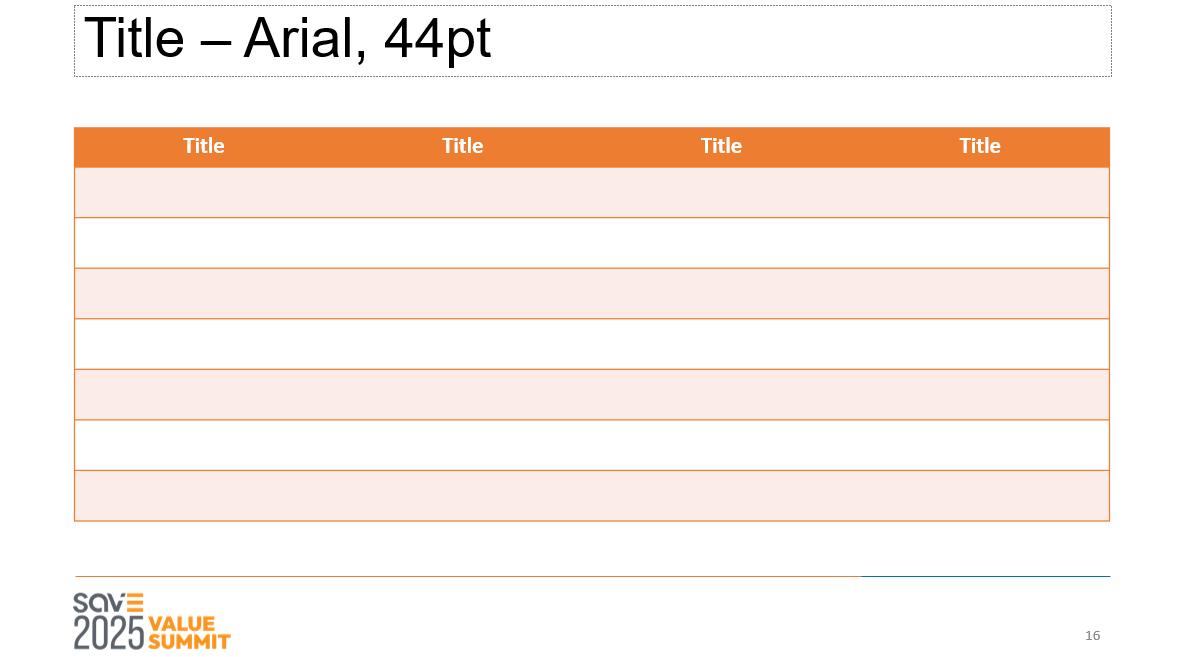 Title – Arial, 44pt
Title Title Title Title
SAVE
2025 VALUE SUMMIT
16